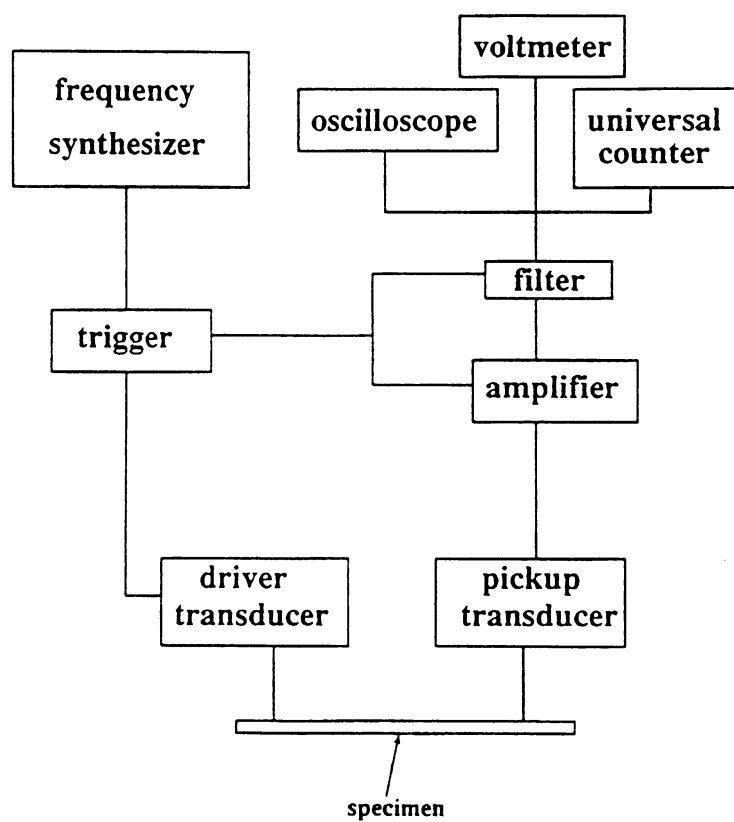 voltmeter
frequency
synthesizer
oscilloscope
universal
counter
filter
trigger
amplifier
driver
transducer
pickup
transducer
specimen